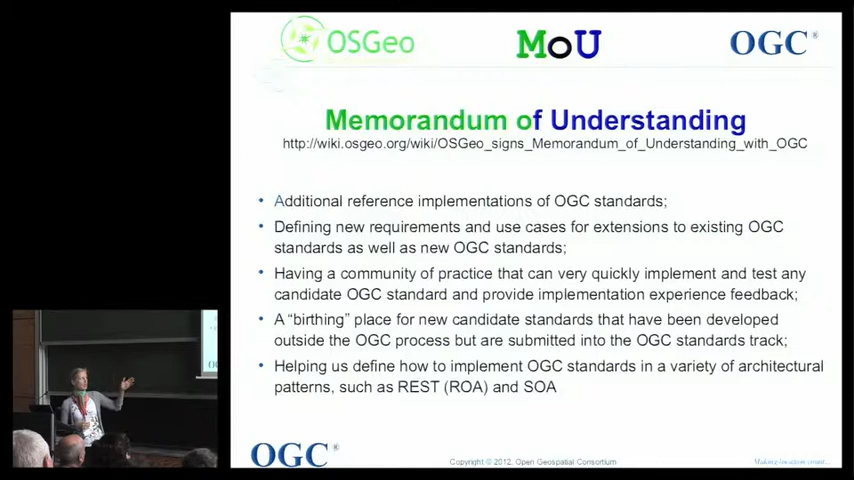 OSGeo
MoU
OGC®
Memorandum of Understanding
http://wiki.osgeo.org/wiki/OSGeo_signs_Memorandum_of_Understanding_with_OGC
• Additional reference implementations of OGC standards;
• Defining new requirements and use cases for extensions to existing OGC
standards as well as new OGC standards;
• Having a community of practice that can very quickly implement and test any
candidate OGC standard and provide implementation experience feedback;
• A “birthing” place for new candidate standards that have been developed
outside the OGC process but are submitted into the OGC standards track;
• Helping us define how to implement OGC standards in a variety of architectural
patterns, such as REST (ROA) and SOA
OGC®
Copyright © 2012, Open Geospatial Consortium
Making location count...